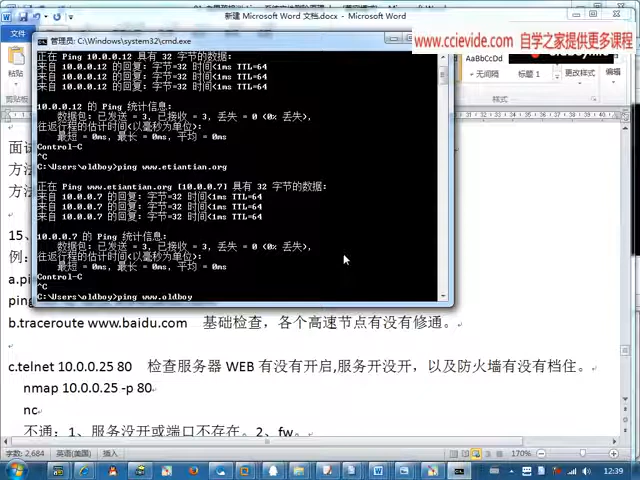 新建 Microsoft Word 文档.docx - Microsoft Word
www.ccievide.com 自学之家提供更多课程
文件
管理员: C:\Windows\system32\cmd.exe
粘贴
剪贴板
AaBbCcDd
无间隔
标题 1
更改样式
编辑
样式
正在 Ping 10.0.0.12 具有 32 字节的数据:
来自 10.0.0.12 的回复: 字节=32 时间<1ms TTL=64
来自 10.0.0.12 的回复: 字节=32 时间<1ms TTL=64
来自 10.0.0.12 的回复: 字节=32 时间<1ms TTL=64
10.0.0.12 的 Ping 统计信息:
数据包: 已发送 = 3, 已接收 = 3, 丢失 = 0 (0% 丢失),
往返行程的估计时间(以毫秒为单位):
最短 = 0ms, 最长 = 0ms, 平均 = 0ms
Control-C
^C
C:\Users\oldboy>ping www.etiantian.org
正在 Ping www.etiantian.org [10.0.0.7] 具有 32 字节的数据:
来自 10.0.0.7 的回复: 字节=32 时间<1ms TTL=64
来自 10.0.0.7 的回复: 字节=32 时间<1ms TTL=64
来自 10.0.0.7 的回复: 字节=32 时间<1ms TTL=64
10.0.0.7 的 Ping 统计信息:
数据包: 已发送 = 3, 已接收 = 3, 丢失 = 0 (0% 丢失),
往返行程的估计时间(以毫秒为单位):
最短 = 0ms, 最长 = 0ms, 平均 = 0ms
Control-C
^C
C:\Users\oldboy>ping www.oldboy
面试
方法
方法
15、
例：
a.pi
ping
b.traceroute www.baidu.com 基础检查，各个高速节点有没有修通。
c.telnet 10.0.0.25 80 检查服务器 WEB 有没有开启,服务开没开，以及防火墙有没有档住。
nmap 10.0.0.25 -p 80
nc
不通：1、服务没开或端口不存在。2、fw。
字数: 2,684
英语(美国)
插入
170%
12:39